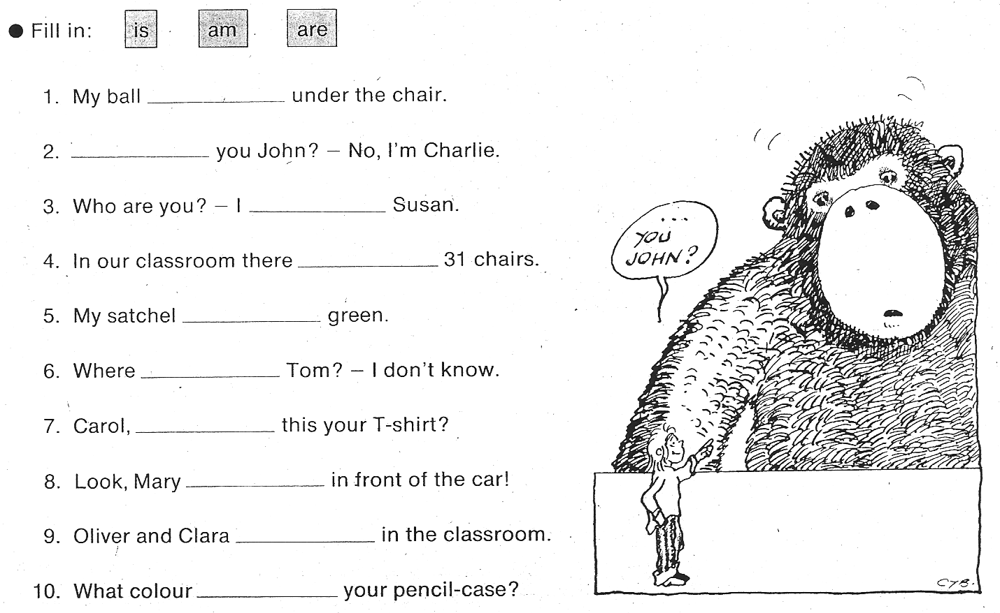 ● Fill in: is am are
1. My ball ____________ under the chair.
2. ____________ you John? – No, I'm Charlie.
3. Who are you? – I ____________ Susan.
4. In our classroom there ____________ 31 chairs.
5. My satchel ____________ green.
6. Where ____________ Tom? – I don't know.
7. Carol, ____________ this your T-shirt?
8. Look, Mary ____________ in front of the car!
9. Oliver and Clara ____________ in the classroom.
10. What colour ____________ your pencil-case?
...
YOU
JOHN?
CYB.